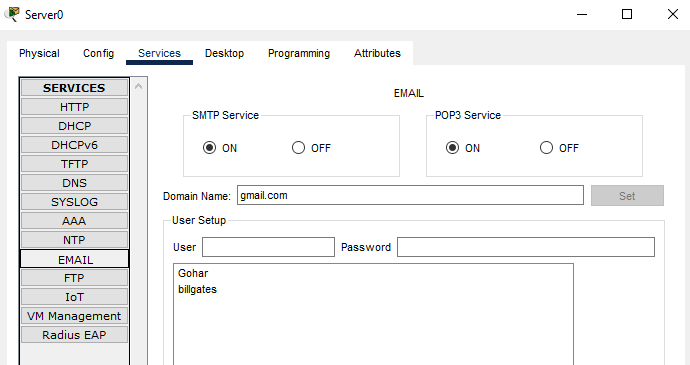 Server0
Physical Config Services Desktop Programming Attributes
SERVICES
HTTP
DHCP
DHCPv6
TFTP
DNS
SYSLOG
AAA
NTP
EMAIL
FTP
IoT
VM Management
Radius EAP
EMAIL
SMTP Service
ON OFF
POP3 Service
ON OFF
Domain Name: gmail.com Set
User Setup
User Password
Gohar
billgates